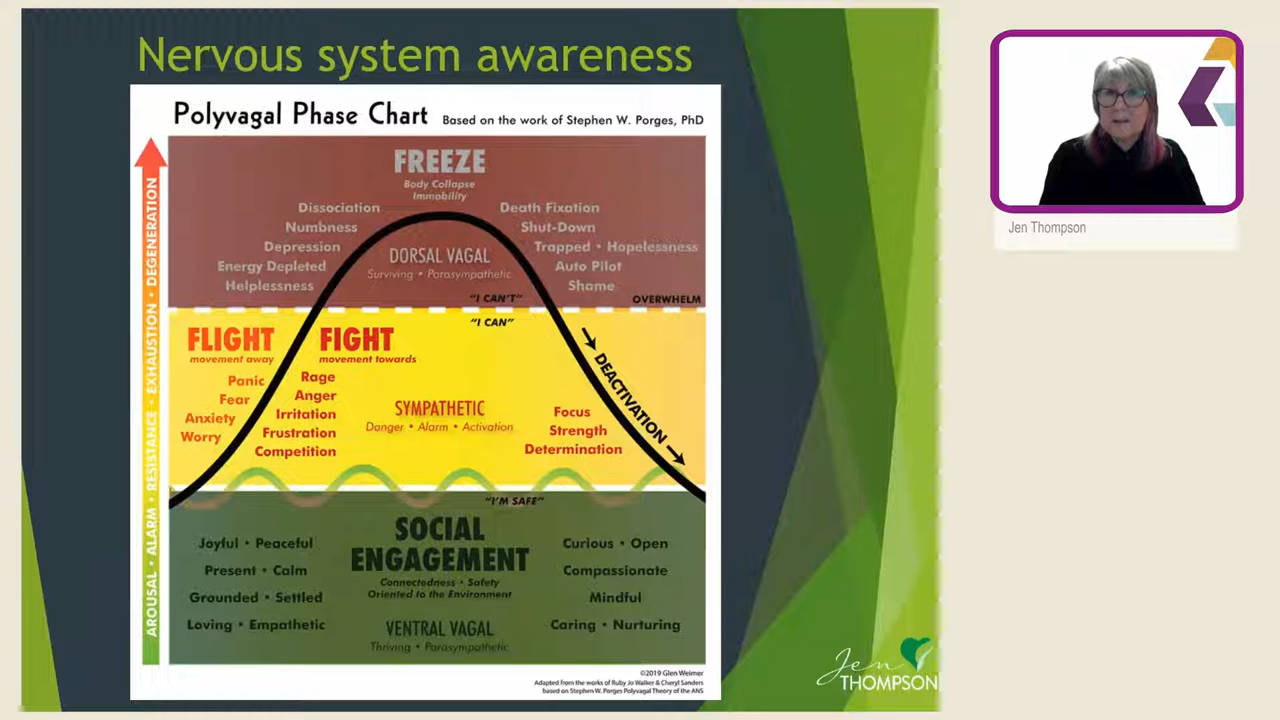 Nervous system awareness
Polyvagal Phase Chart
Based on the work of Stephen W. Porges, PhD
AROUSAL • ALARM • RESISTANCE • EXHAUSTION • DEGENERATION
FREEZE
Body Collapse
Immobility
Dissociation
Numbness
Depression
Energy Depleted
Helplessness
Death Fixation
Shut-Down
Trapped • Hopelessness
Auto Pilot
Shame
DORSAL VAGAL
Surviving • Parasympathetic
"I CAN'T"
OVERWHELM
"I CAN"
FLIGHT
movement away
Panic
Fear
Anxiety
Worry
FIGHT
movement towards
Rage
Anger
Irritation
Frustration
Competition
SYMPATHETIC
Danger • Alarm • Activation
Focus
Strength
Determination
DEACTIVATION
"I'M SAFE"
SOCIAL
ENGAGEMENT
Connectedness • Safety
Oriented to the Environment
Joyful • Peaceful
Present • Calm
Grounded • Settled
Loving • Empathetic
Curious • Open
Compassionate
Mindful
Caring • Nurturing
VENTRAL VAGAL
Thriving • Parasympathetic
©2019 Glen Weimer
Adapted from the works of Ruby Jo Walker & Cheryl Sanders
based on Stephen W. Porges Polyvagal Theory of the ANS
Jen
THOMPSON
Jen Thompson